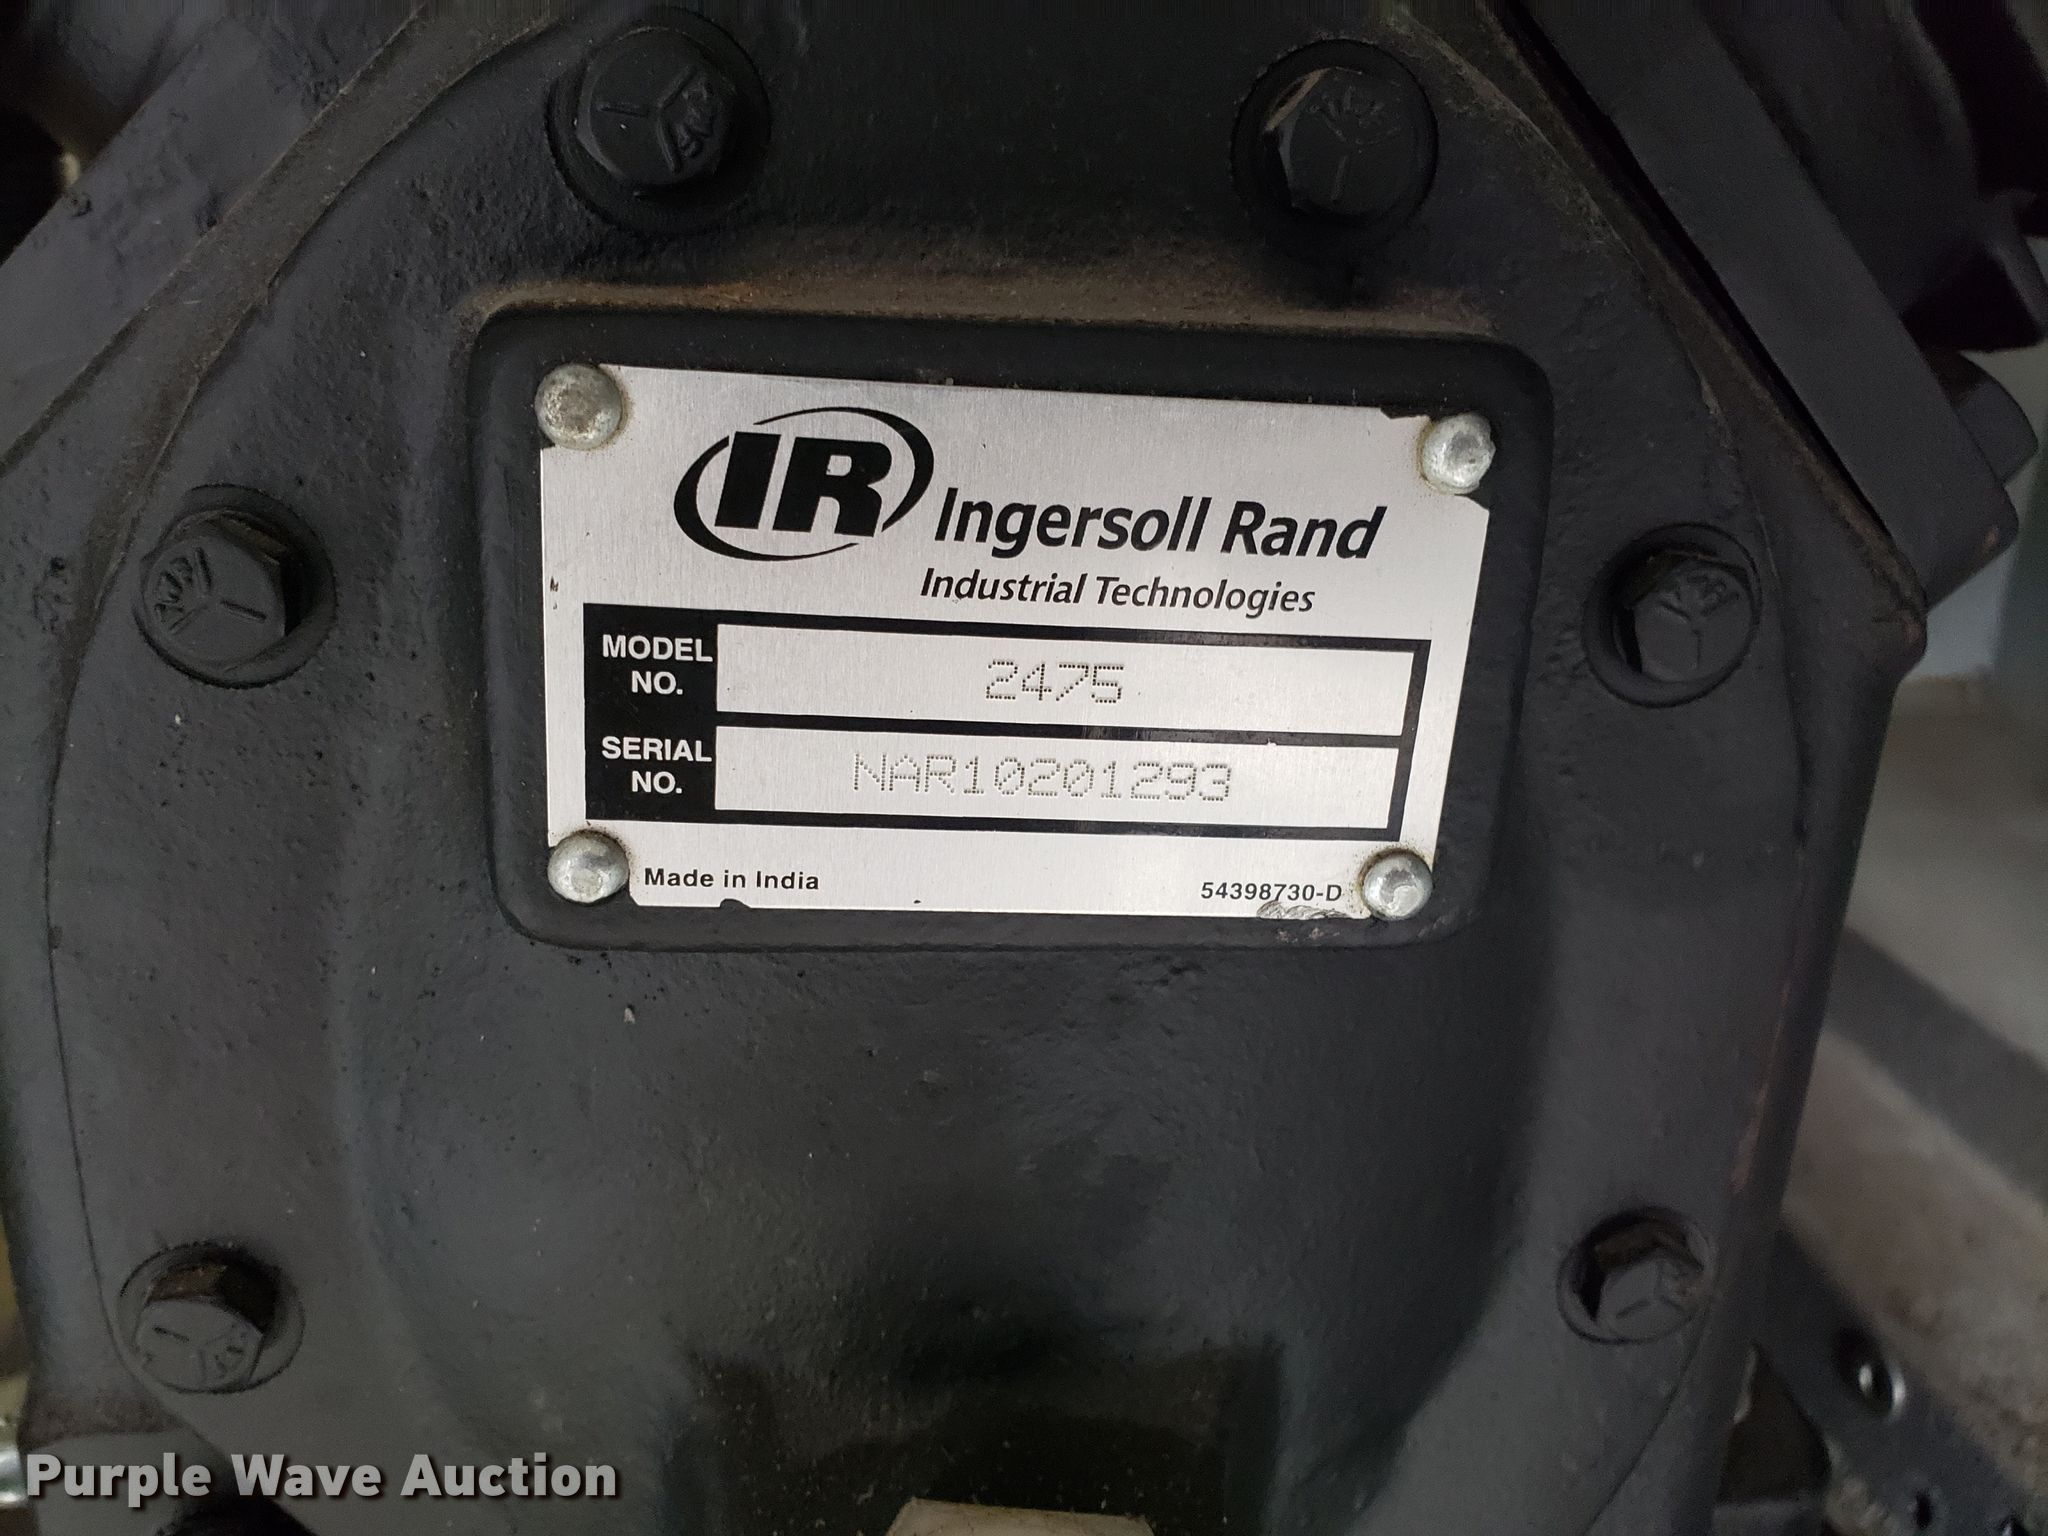 IR Ingersoll Rand
Industrial Technologies
MODEL NO. 2475
SERIAL NO. NAR10201293
Made in India 54398730-D
Purple Wave Auction